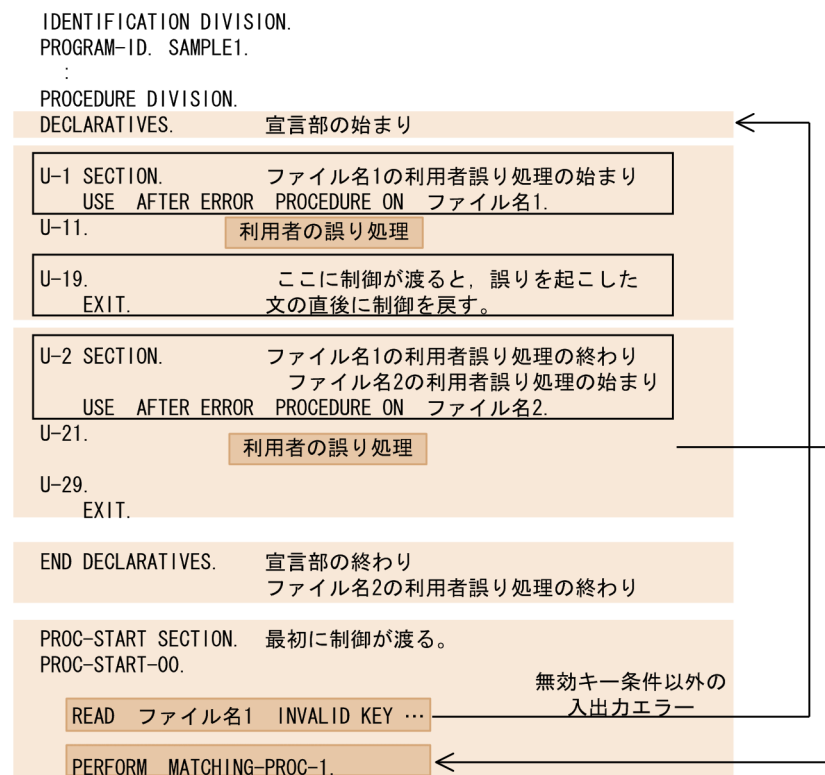 IDENTIFICATION DIVISION.
PROGRAM-ID. SAMPLE1.
:
PROCEDURE DIVISION.
DECLARATIVES. 宣言部の始まり
U-1 SECTION. ファイル名1の利用者誤り処理の始まり
USE AFTER ERROR PROCEDURE ON ファイル名1.
U-11. 利用者の誤り処理
U-19. ここに制御が渡ると，誤りを起こした
EXIT. 文の直後に制御を戻す。
U-2 SECTION. ファイル名1の利用者誤り処理の終わり
ファイル名2の利用者誤り処理の始まり
USE AFTER ERROR PROCEDURE ON ファイル名2.
U-21.
利用者の誤り処理
U-29.
EXIT.
END DECLARATIVES. 宣言部の終わり
ファイル名2の利用者誤り処理の終わり
PROC-START SECTION. 最初に制御が渡る。
PROC-START-00.
無効キー条件以外の
入出力エラー
READ ファイル名1 INVALID KEY …
PERFORM MATCHING-PROC-1.